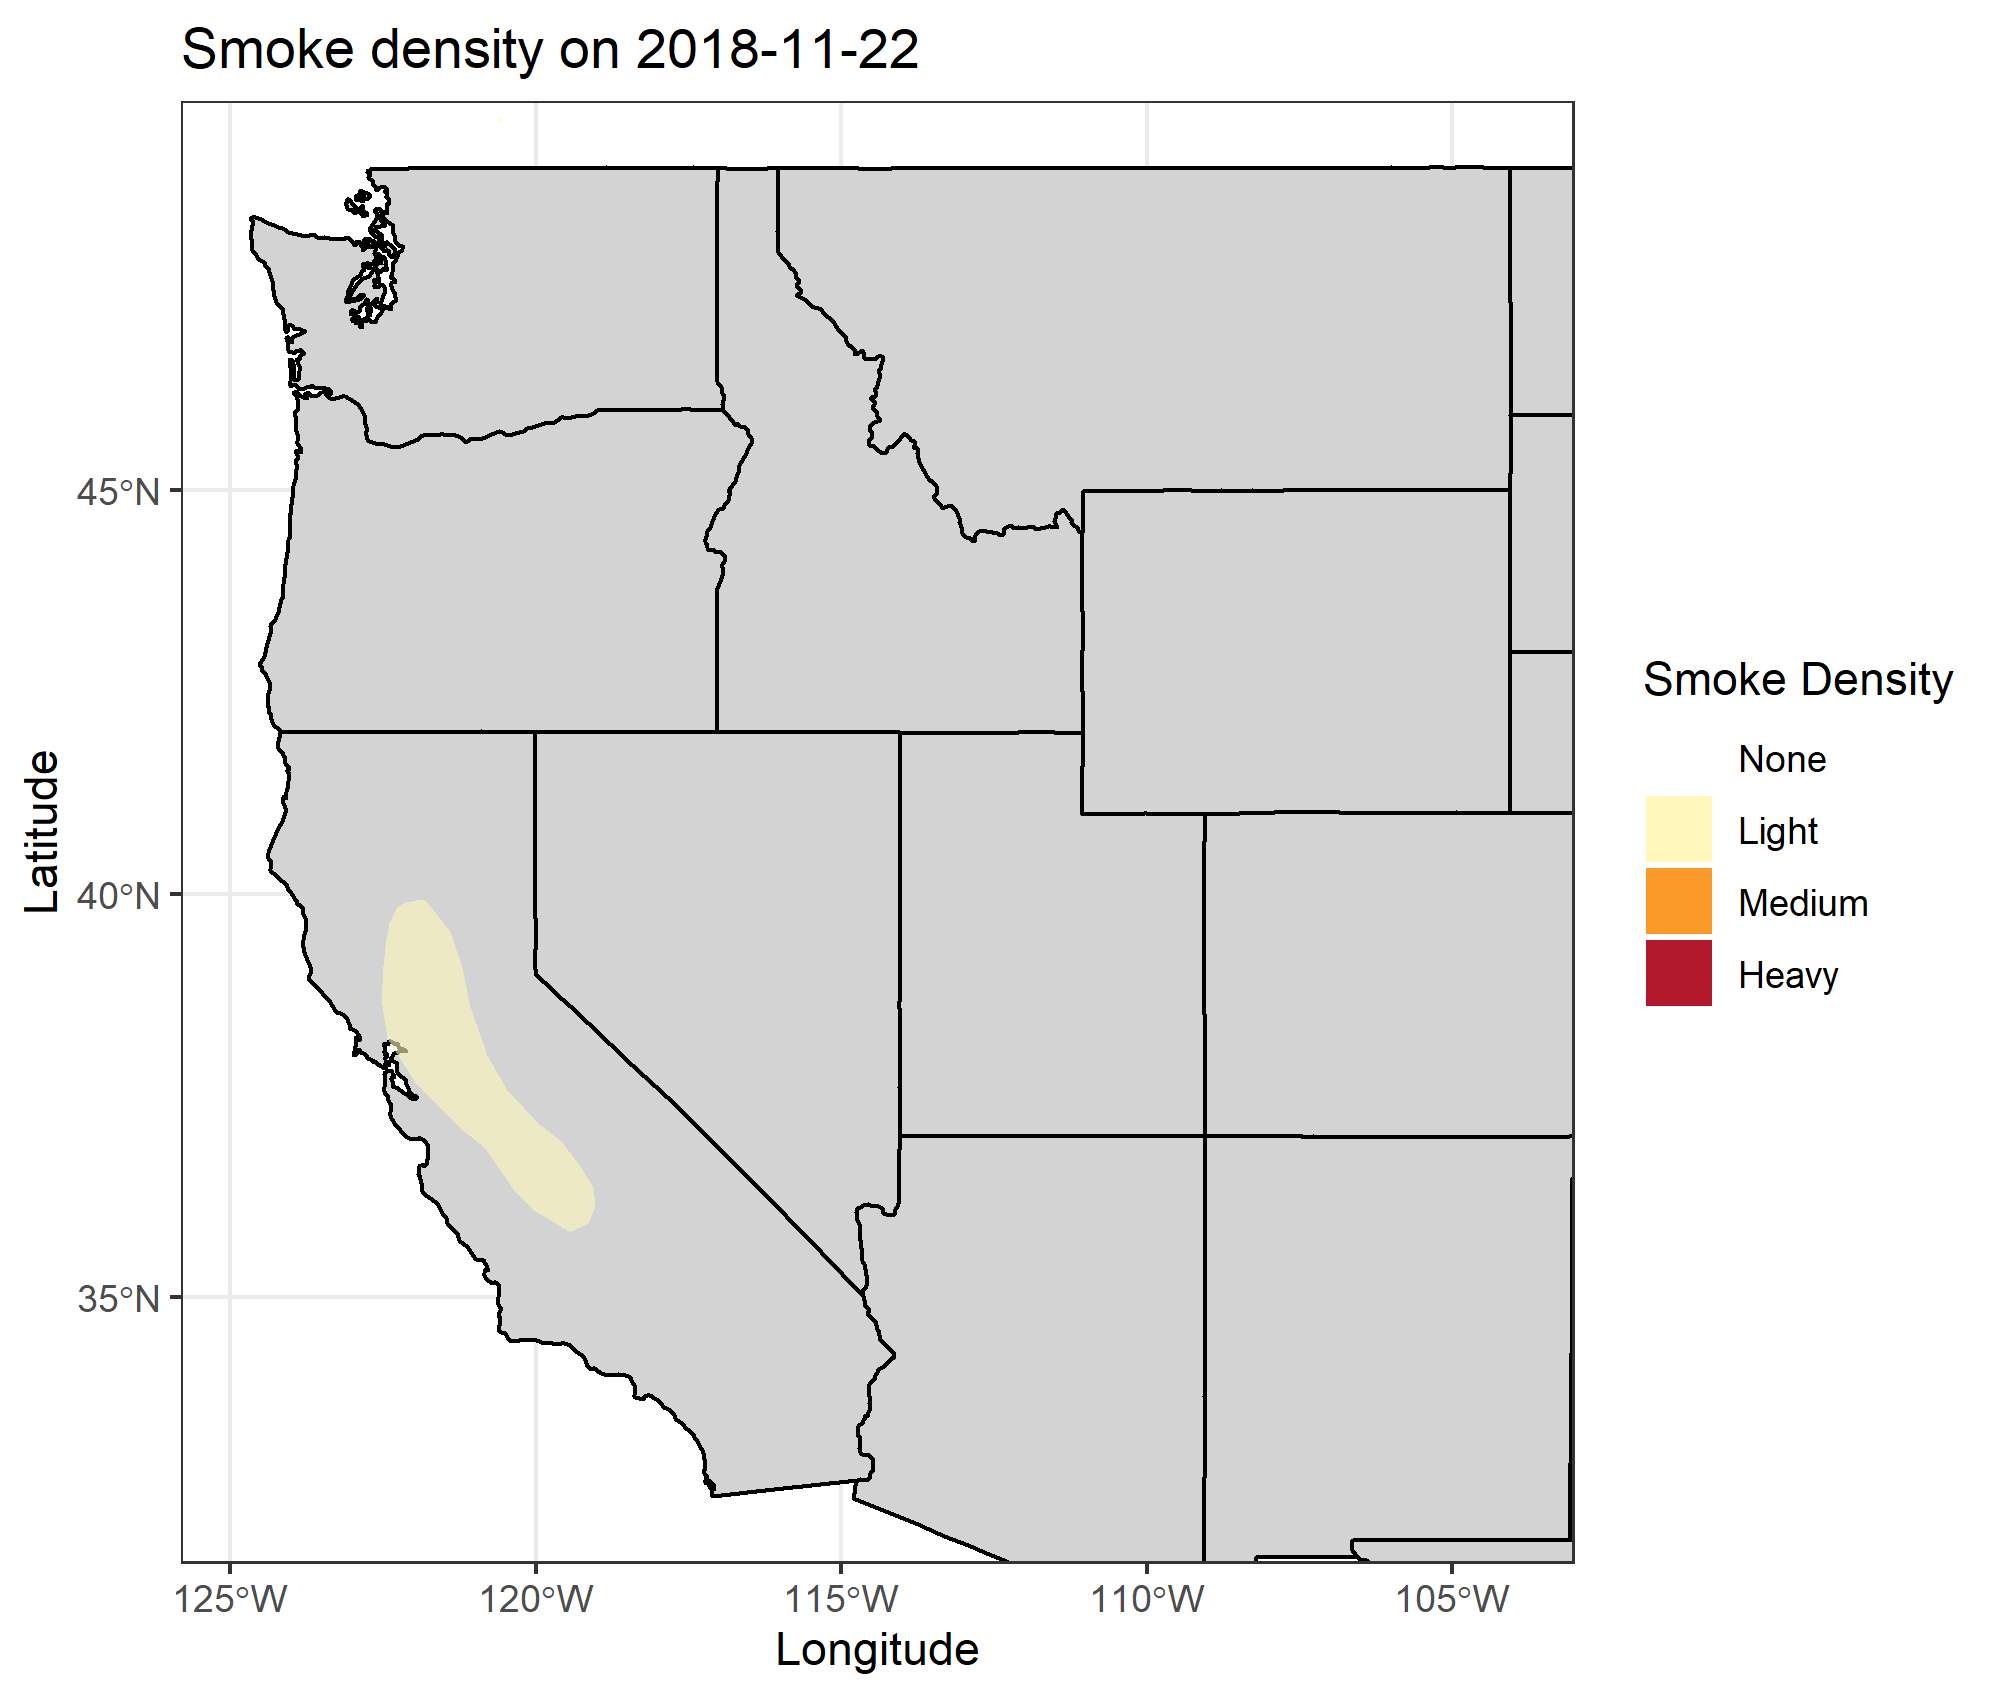 Smoke density on 2018-11-22
45°N
40°N
35°N
Latitude
125°W
120°W
115°W
110°W
105°W
Longitude
Smoke Density
None
Light
Medium
Heavy